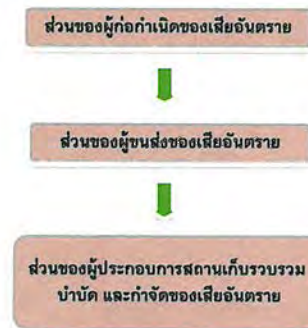 ส่วนของผู้ก่อกำเนิดของเสียอันตราย
ส่วนของผู้ขนส่งของเสียอันตราย
ส่วนของผู้ประกอบการสถานเก็บรวบรวม
บำบัด และกำจัดของเสียอันตราย